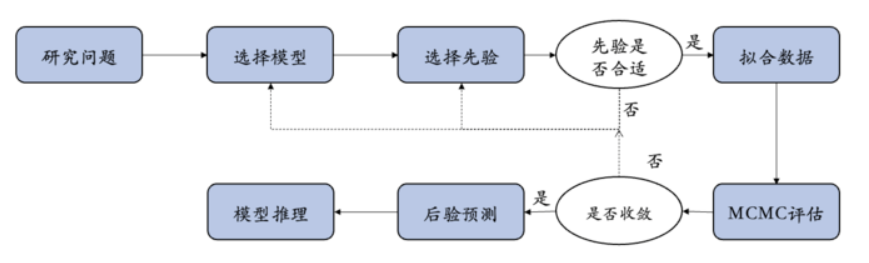 研究问题
选择模型
选择先验
先验是
否合适
是
拟合数据
否
否
模型推理
后验预测
是
是否收敛
MCMC评估